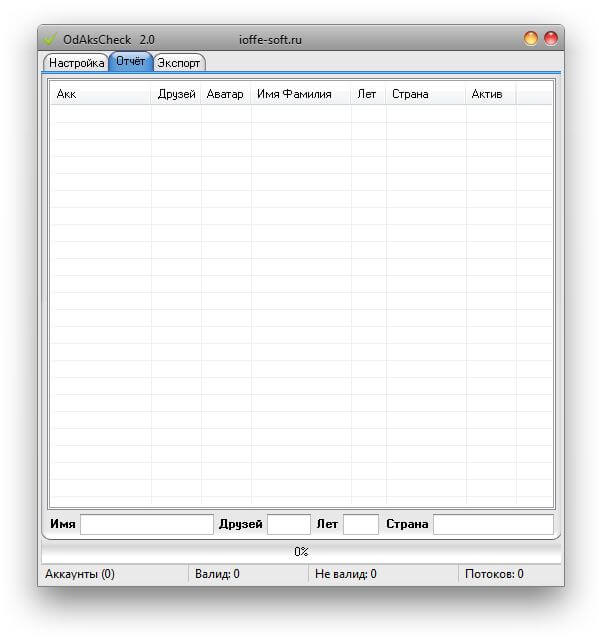 OdAksCheck 2.0 ioffe-soft.ru
Настройка Отчёт Экспорт
Акк Друзей Аватар Имя Фамилия Лет Страна Актив
Имя Друзей Лет Страна
0%
Аккаунты (0) Валид: 0 Не валид: 0 Потоков: 0